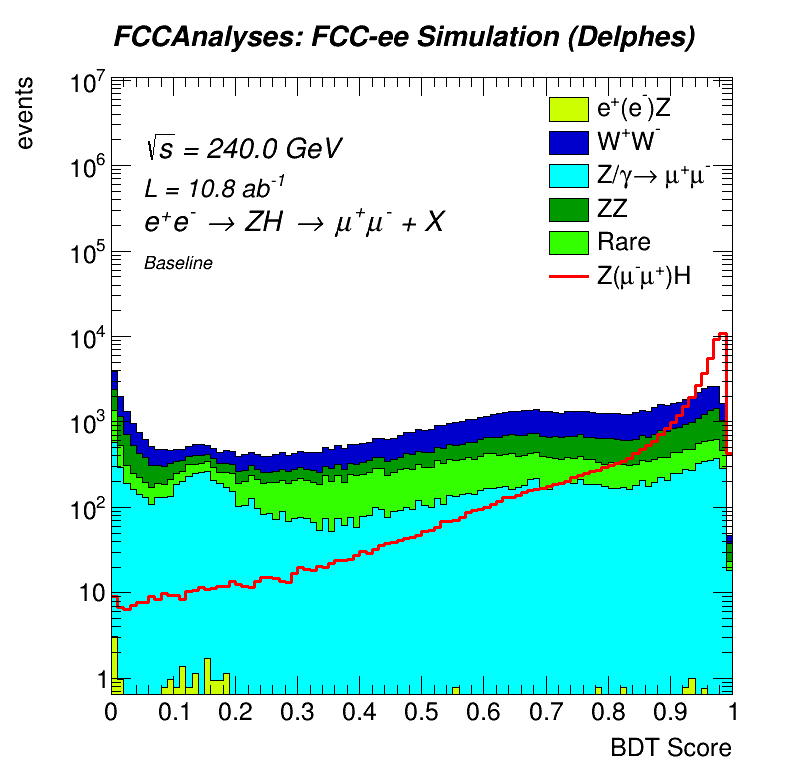 FCCAnalyses: FCC-ee Simulation (Delphes)
events
10⁷
10⁶
10⁵
10⁴
10³
10²
10
1
√s = 240.0 GeV
L = 10.8 ab⁻¹
e⁺e⁻ → ZH → μ⁺μ⁻ + X
Baseline
e⁺(e⁻)Z
W⁺W⁻
Z/γ→ μ⁺μ⁻
ZZ
Rare
Z(μ⁻μ⁺)H
0 0.1 0.2 0.3 0.4 0.5 0.6 0.7 0.8 0.9 1
BDT Score